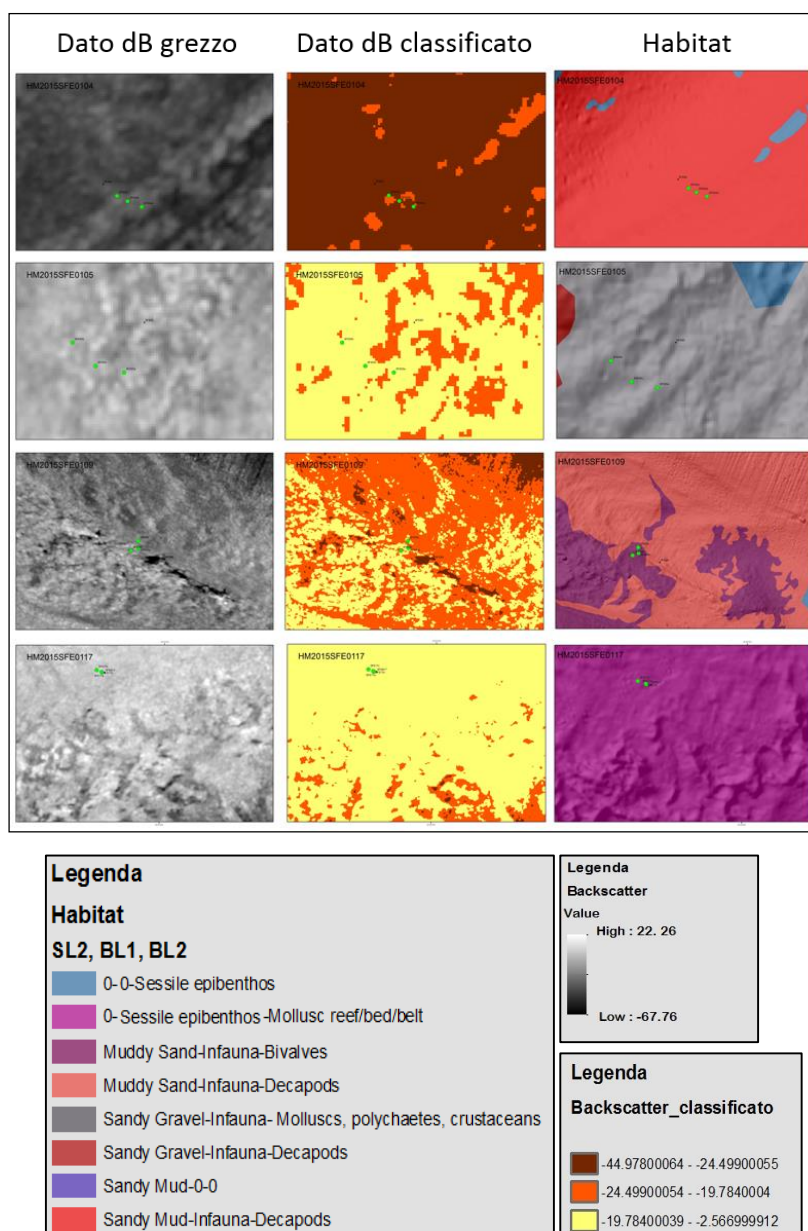 Dato dB grezzo Dato dB classificato Habitat
HM2015SFE0104 HM2015SFE0104 HM2015SFE0104
HM2015SFE0105 HM2015SFE0105 HM2015SFE0105
HM2015SFE0109 HM2015SFE0109 HM2015SFE0109
HM2015SFE0117 HM2015SFE0117 HM2015SFE0117
Legenda
Habitat
SL2, BL1, BL2
0-0-Sessile epibenthos
0-Sessile epibenthos-Mollusc reef/bed/belt
Muddy Sand-Infauna-Bivalves
Muddy Sand-Infauna-Decapods
Sandy Gravel-Infauna- Molluscs, polychaetes, crustaceans
Sandy Gravel-Infauna-Decapods
Sandy Mud-0-0
Sandy Mud-Infauna-Decapods
Legenda
Backscatter
Value
High : 22. 26
Low : -67.76
Legenda
Backscatter_classificato
-44.97800064 - -24.49900055
-24.49900054 - -19.7840004
-19.78400039 - -2.566999912